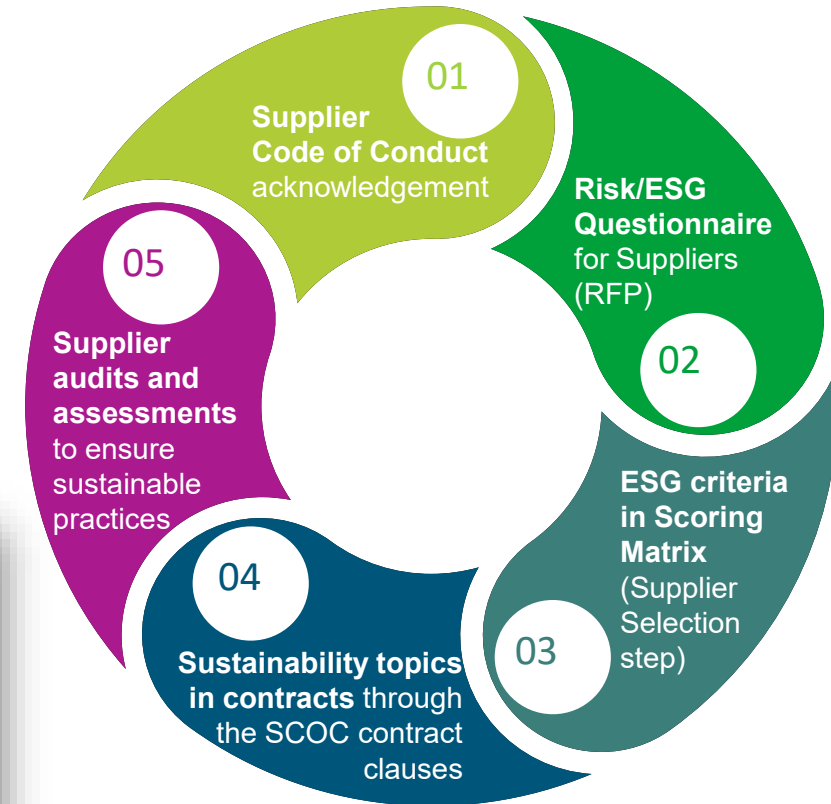 01
Supplier
Code of Conduct
acknowledgement
Risk/ESG
Questionnaire
for Suppliers
(RFP)
02
ESG criteria
in Scoring
Matrix
(Supplier
Selection
step)
03
04
Sustainability topics
in contracts through
the SCOC contract
clauses
05
Supplier
audits and
assessments
to ensure
sustainable
practices